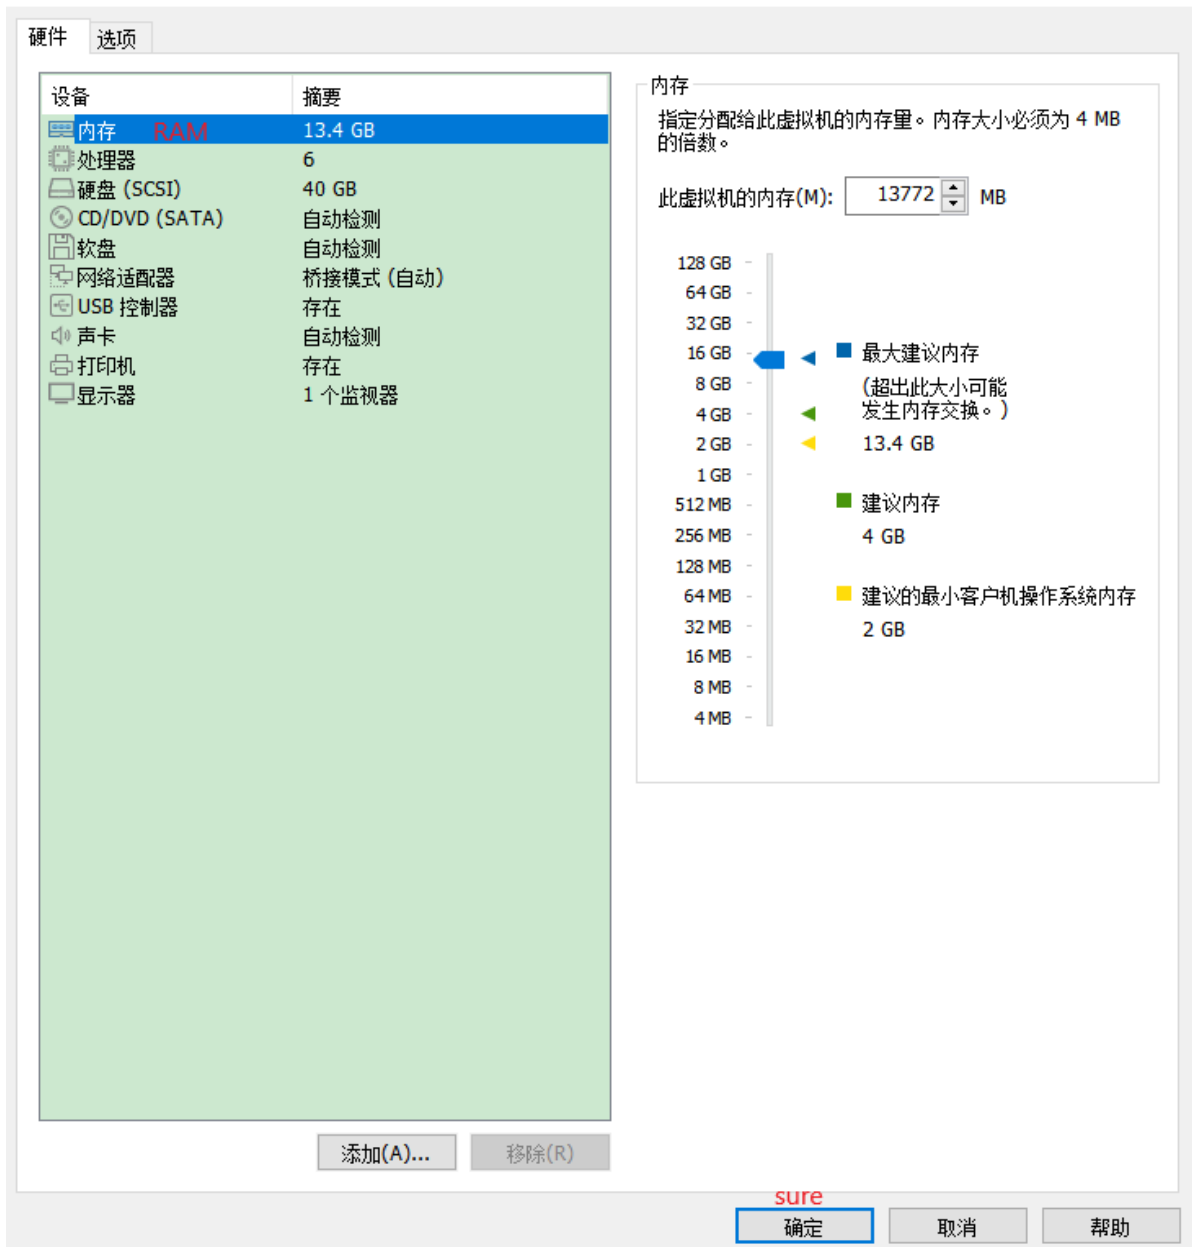 硬件 选项
设备 摘要
内存 RAM 13.4 GB
处理器 6
硬盘 (SCSI) 40 GB
CD/DVD (SATA) 自动检测
软盘 自动检测
网络适配器 桥接模式 (自动)
USB 控制器 存在
声卡 自动检测
打印机 存在
显示器 1 个监视器
添加(A)... 移除(R)
内存
指定分配给此虚拟机的内存量。内存大小必须为 4 MB
的倍数。
此虚拟机的内存(M): 13772 MB
128 GB
64 GB
32 GB
16 GB
8 GB
4 GB
2 GB
1 GB
512 MB
256 MB
128 MB
64 MB
32 MB
16 MB
8 MB
4 MB
最大建议内存
(超出此大小可能
发生内存交换。)
13.4 GB
建议内存
4 GB
建议的最小客户机操作系统内存
2 GB
sure
确定 取消 帮助